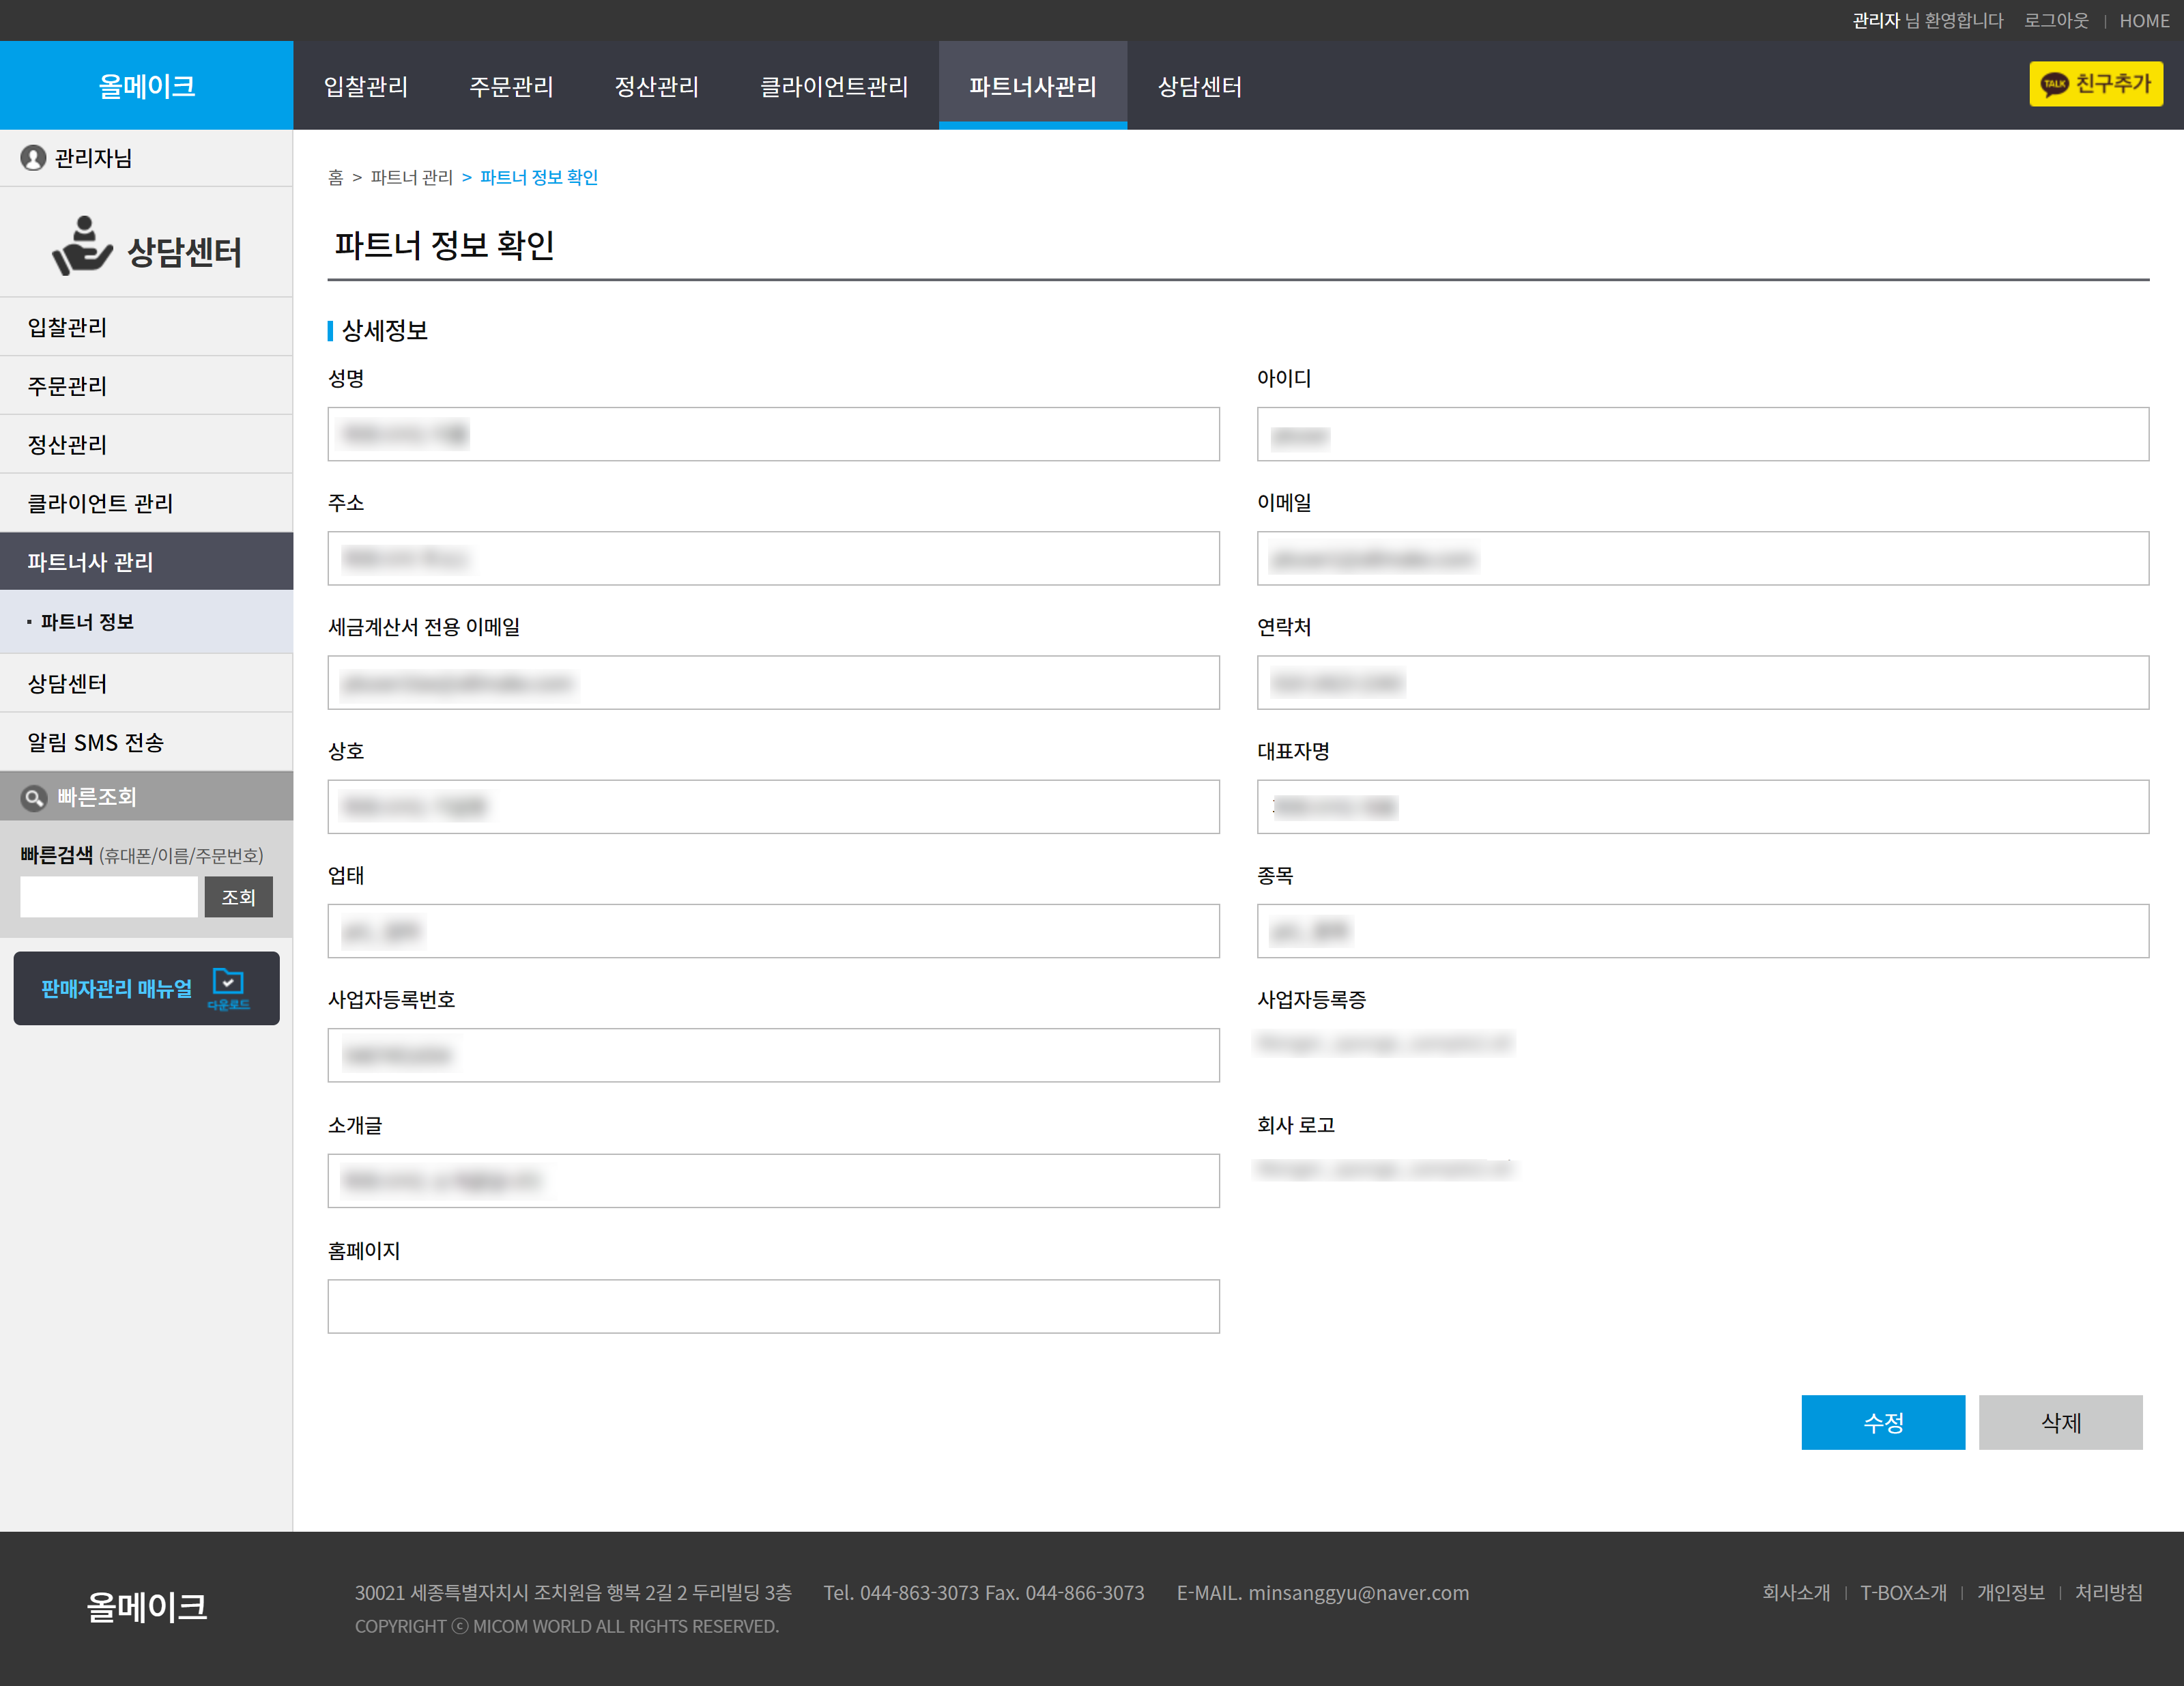 관리자 님 환영합니다 로그아웃 | HOME
올메이크 입찰관리 주문관리 정산관리 클라이언트관리 파트너사관리 상담센터 TALK 친구추가
관리자님
상담센터
입찰관리
주문관리
정산관리
클라이언트 관리
파트너사 관리
· 파트너 정보
상담센터
알림 SMS 전송
빠른조회
빠른검색 (휴대폰/이름/주문번호)
조회
판매자관리 매뉴얼 다운로드
홈 > 파트너 관리 > 파트너 정보 확인
파트너 정보 확인
상세정보
성명 아이디
주소 이메일
세금계산서 전용 이메일 연락처
상호 대표자명
업태 종목
사업자등록번호 사업자등록증
소개글 회사 로고
홈페이지
수정 삭제
올메이크
30021 세종특별자치시 조치원읍 행복 2길 2 두리빌딩 3층 Tel. 044-863-3073 Fax. 044-866-3073 E-MAIL. minsanggyu@naver.com
COPYRIGHT ⓒ MICOM WORLD ALL RIGHTS RESERVED.
회사소개 | T-BOX소개 | 개인정보 | 처리방침